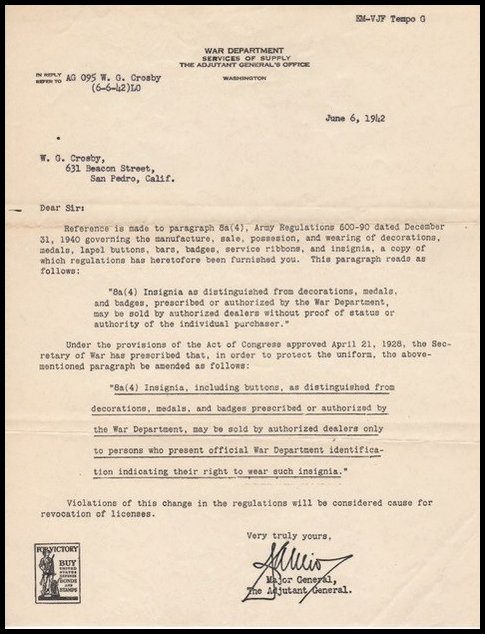 EM-VJF Tempo G
WAR DEPARTMENT
SERVICES OF SUPPLY
THE ADJUTANT GENERAL'S OFFICE
WASHINGTON
IN REPLY
REFER TO AG 095 W. G. Crosby
(6-6-42)LO
June 6, 1942
W. G. Crosby,
631 Beacon Street,
San Pedro, Calif.
Dear Sir:
Reference is made to paragraph 8a(4), Army Regulations 600-90 dated December
31, 1940 governing the manufacture, sale, possesion, and wearing of decorations,
medals, lapel buttons, bars, badges, service ribbons, and insignia, a copy of
which regulations has heretofore been furnished you. This paragraph reads as
follows:
"8a(4) Insignia as distinguished from decorations, medals,
and badges, prescribed or authorized by the War Department,
may be sold by authorized dealers without proof of status or
authority of the individual purchaser."
Under the provisions of the Act of Congress approved April 21, 1928, the Sec-
retary of War has prescribed that, in order to protect the uniform, the above-
mentioned paragraph be amended as follows:
"8a(4) Insignia, including buttons, as distinguished from
decorations, medals, and badges prescribed or authorized by
the War Department, may be sold by authorized dealers only
to persons who present official War Department identifica-
tion indicating their right to wear such insignia."
Violations of this change in the regulations will be considered cause for
revocation of licenses.
Very truly yours,
Major General,
The Adjutant General.
FOR VICTORY
BUY
UNITED
STATES
DEFENSE
BONDS
AND
STAMPS